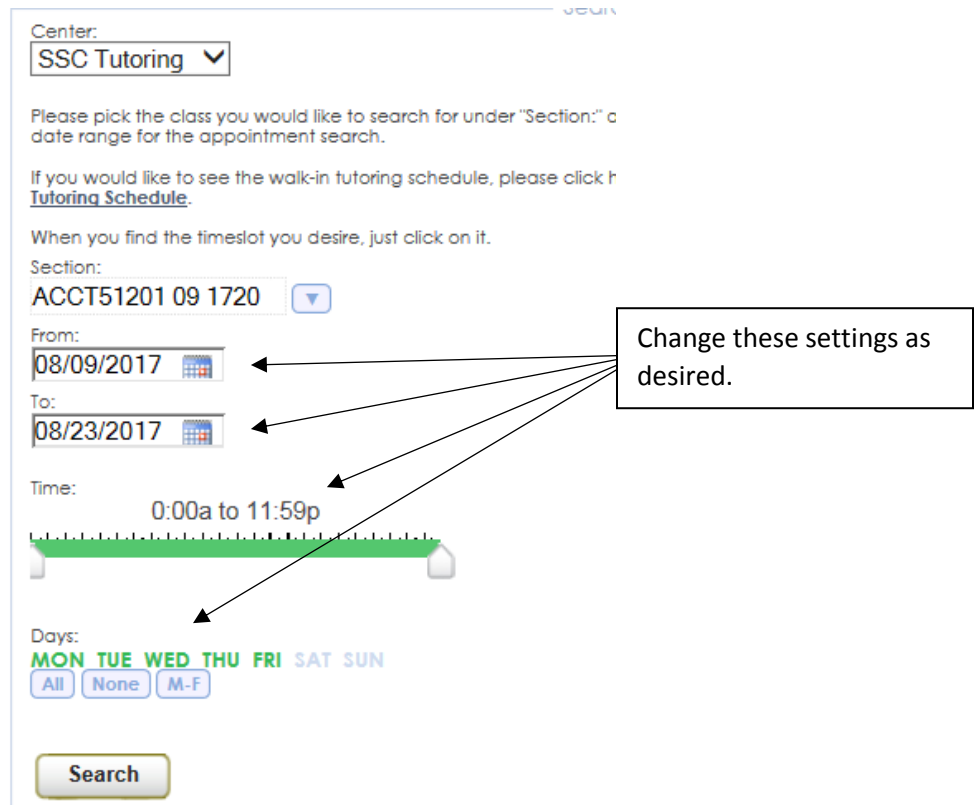 Center:
SSC Tutoring
Please pick the class you would like to search for under "Section:"
date range for the appointment search.
If you would like to see the walk-in tutoring schedule, please click
Tutoring Schedule.
When you find the timeslot you desire, just click on it.
Section:
ACCT51201 09 1720
From:
08/09/2017
Change these settings as
desired.
To:
08/23/2017
Time:
0:00a to 11:59p
Days:
MON TUE WED THU FRI SAT SUN
All None M-F
Search